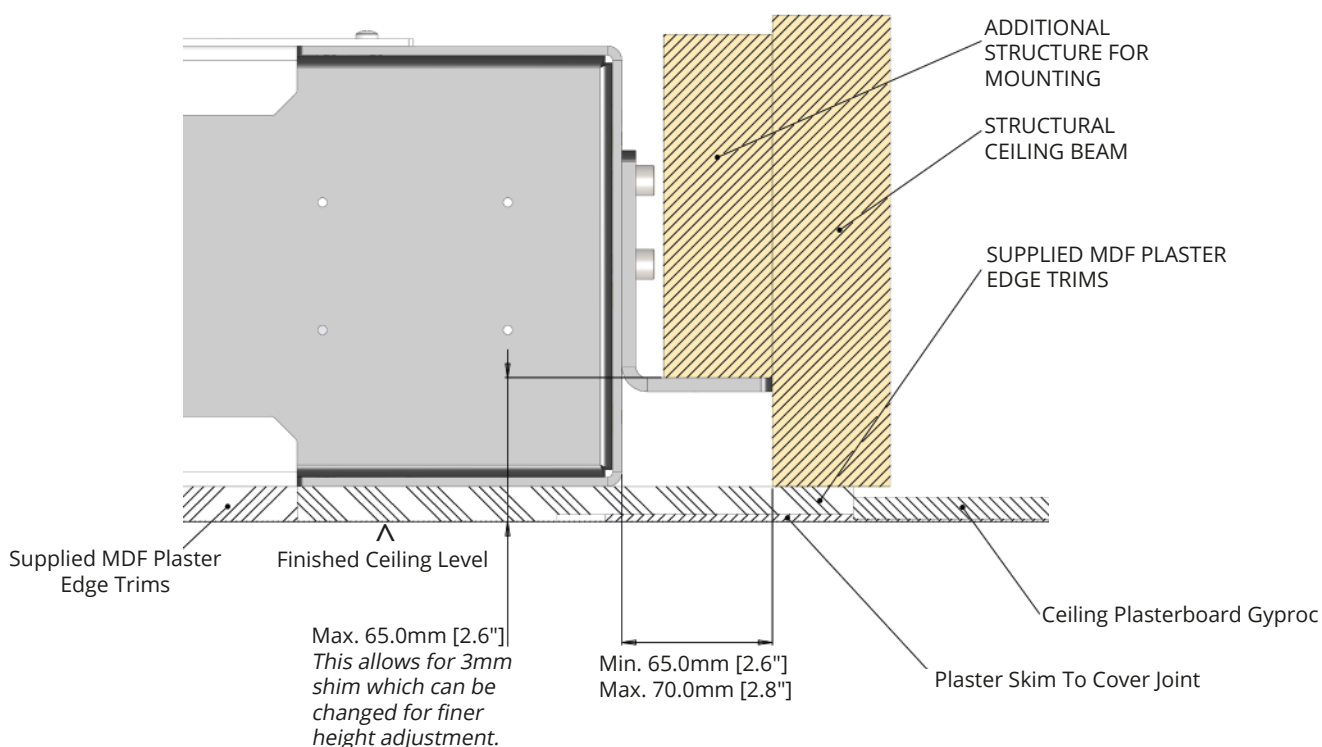 ADDITIONAL
STRUCTURE FOR
MOUNTING
STRUCTURAL
CEILING BEAM
SUPPLIED MDF PLASTER
EDGE TRIMS
Supplied MDF Plaster
Edge Trims
Finished Ceiling Level
Max. 65.0mm [2.6"]
This allows for 3mm
shim which can be
changed for finer
height adjustment.
Min. 65.0mm [2.6"]
Max. 70.0mm [2.8"]
Ceiling Plasterboard Gyproc
Plaster Skim To Cover Joint